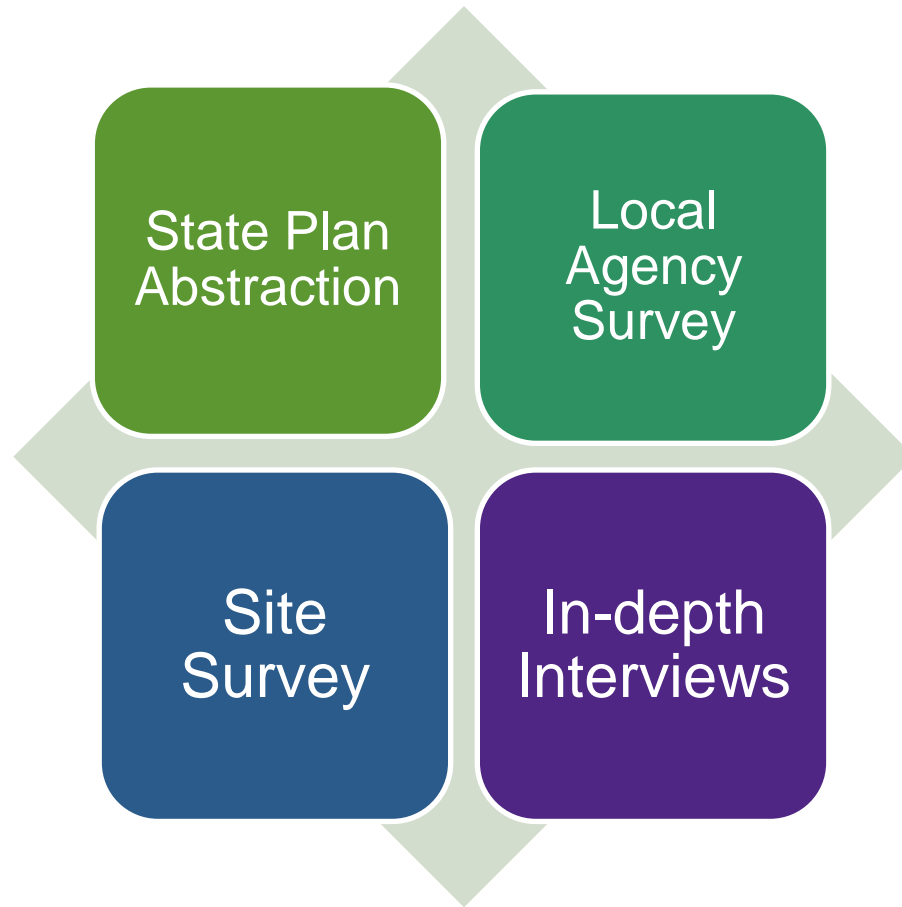 State Plan
Abstraction
Local
Agency
Survey
Site
Survey
In-depth
Interviews